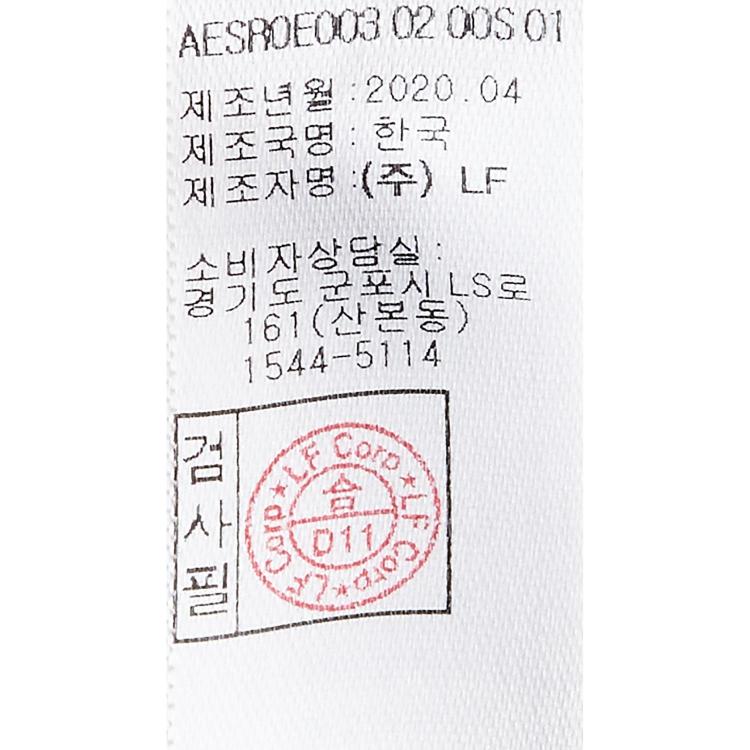 AESR0E003 02 00S 01
제조년월 : 2020.04
제조국명 : 한국
제조자명 : (주) LF
소비자상담실 :
경기도 군포시 LS로
161(산본동)
1544-5114
검사필
LF Corp ★ LF Corp ★ LF Corp ★
合
D11